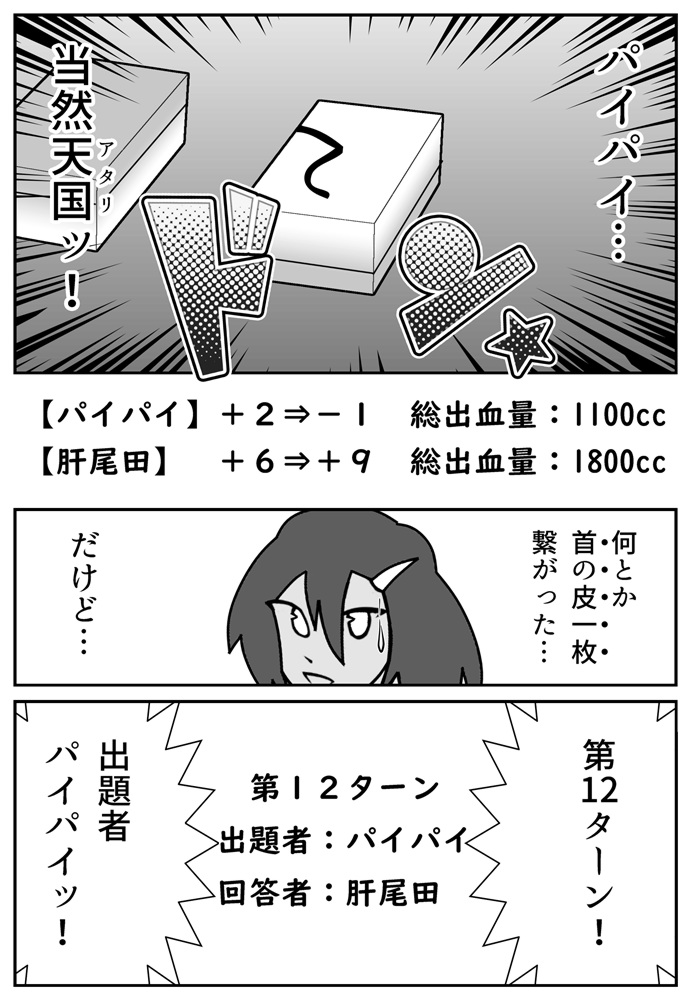 パイパイ…
当然天国ッ！
アタリ
ドン
【パイパイ】＋２⇒－１　総出血量：1100cc
【肝尾田】　＋６⇒＋９　総出血量：1800cc
何とか
首の皮一枚
繋がった…
だけど…
第12ターン！
第１２ターン
出題者：パイパイ
回答者：肝尾田
出題者
パイパイッ！